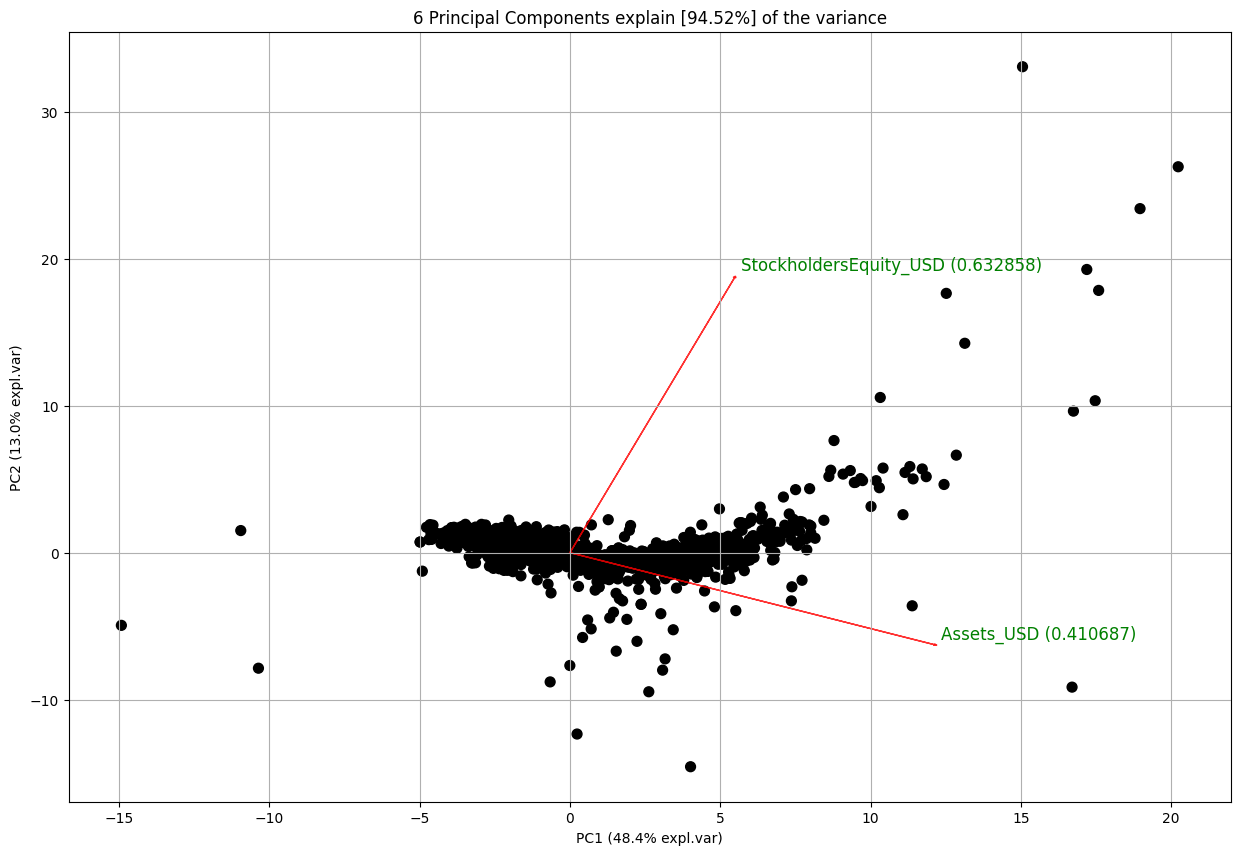 6 Principal Components explain [94.52%] of the variance
PC2 (13.0% expl.var)
30
20
10
0
−10
StockholdersEquity_USD (0.632858)
Assets_USD (0.410687)
−15
−10
−5
0
5
10
15
20
PC1 (48.4% expl.var)